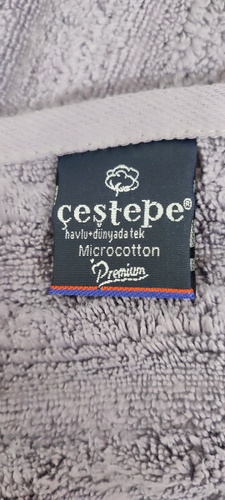 çeştepe®
havlu+dünyada tek
Microcotton
Premium